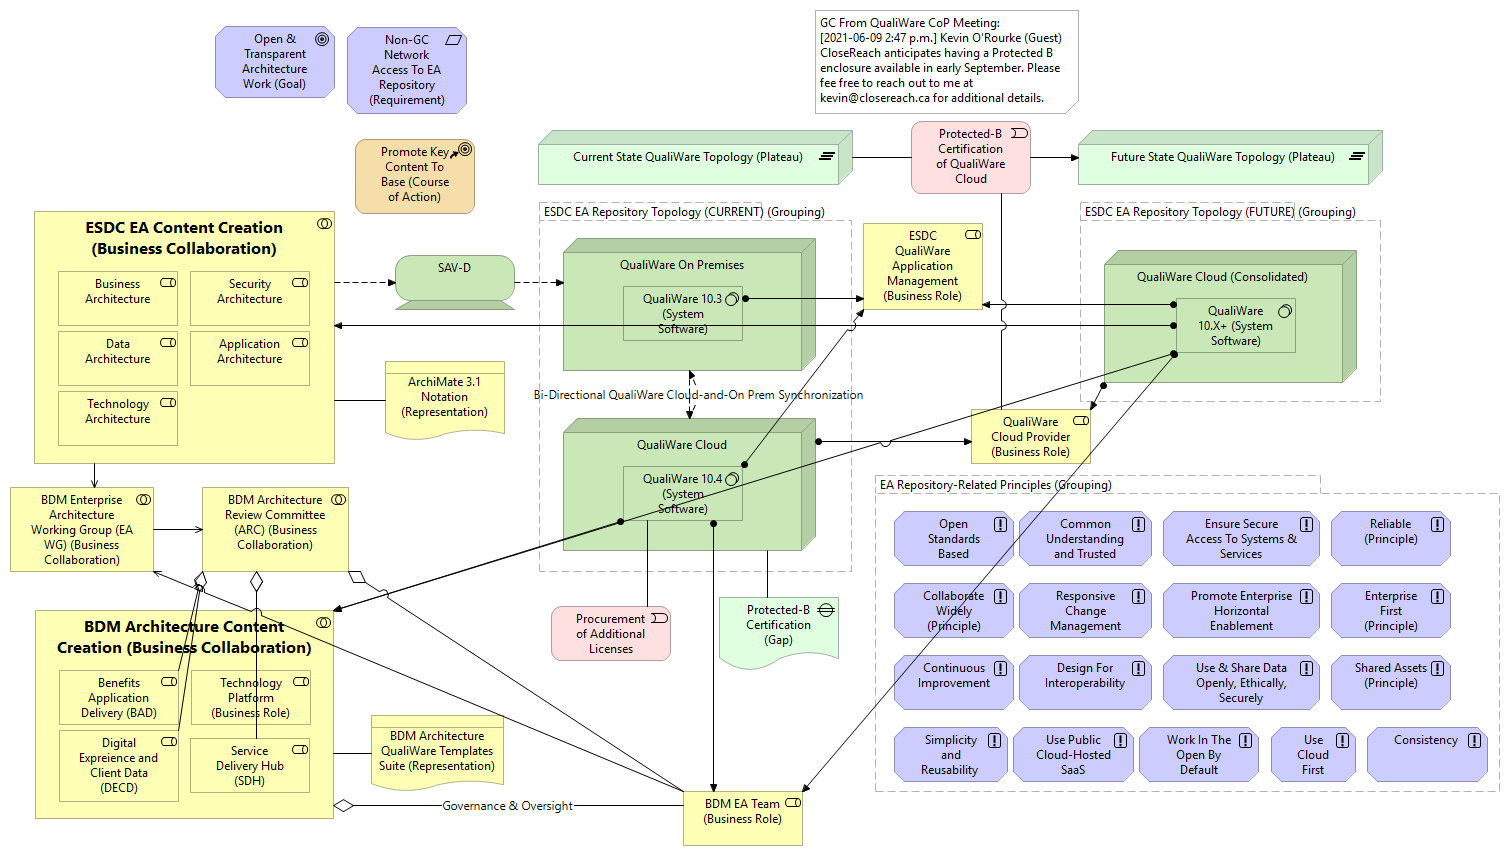 GC From QualiWare CoP Meeting:
[2021-06-09 2:47 p.m.] Kevin O'Rourke (Guest)
CloseReach anticipates having a Protected B
enclosure available in early September. Please
fee free to reach out to me at
kevin@closereach.ca for additional details.
Open &
Transparent
Architecture
Work (Goal)
Non-GC
Network
Access To EA
Repository
(Requirement)
Promote Key
Content To
Base (Course
of Action)
Current State QualiWare Topology (Plateau)
Protected-B
Certification
of QualiWare
Cloud
Future State QualiWare Topology (Plateau)
ESDC EA Content Creation
(Business Collaboration)
Business
Architecture
Security
Architecture
Data
Architecture
Application
Architecture
Technology
Architecture
SAV-D
ArchiMate 3.1
Notation
(Representation)
ESDC EA Repository Topology (CURRENT) (Grouping)
QualiWare On Premises
QualiWare 10.3
(System
Software)
Bi-Directional QualiWare Cloud-and-On Prem Synchronization
QualiWare Cloud
QualiWare 10.4
(System
Software)
ESDC
QualiWare
Application
Management
(Business Role)
ESDC EA Repository Topology (FUTURE) (Grouping)
QualiWare Cloud (Consolidated)
QualiWare
10.X+ (System
Software)
QualiWare
Cloud Provider
(Business Role)
BDM Enterprise
Architecture
Working Group (EA
WG) (Business
Collaboration)
BDM Architecture
Review Committee
(ARC) (Business
Collaboration)
BDM Architecture Content
Creation (Business Collaboration)
Benefits
Application
Delivery (BAD)
Technology
Platform
(Business Role)
Digital
Expreience and
Client Data
(DECD)
Service
Delivery Hub
(SDH)
BDM Architecture
QualiWare Templates
Suite (Representation)
Governance & Oversight
Procurement
of Additional
Licenses
Protected-B
Certification
(Gap)
BDM EA Team
(Business Role)
EA Repository-Related Principles (Grouping)
Open
Standards
Based
Common
Understanding
and Trusted
Ensure Secure
Access To Systems &
Services
Reliable
(Principle)
Collaborate
Widely
(Principle)
Responsive
Change
Management
Promote Enterprise
Horizontal
Enablement
Enterprise
First
(Principle)
Continuous
Improvement
Design For
Interoperability
Use & Share Data
Openly, Ethically,
Securely
Shared Assets
(Principle)
Simplicity
and
Reusability
Use Public
Cloud-Hosted
SaaS
Work In The
Open By
Default
Use
Cloud
First
Consistency